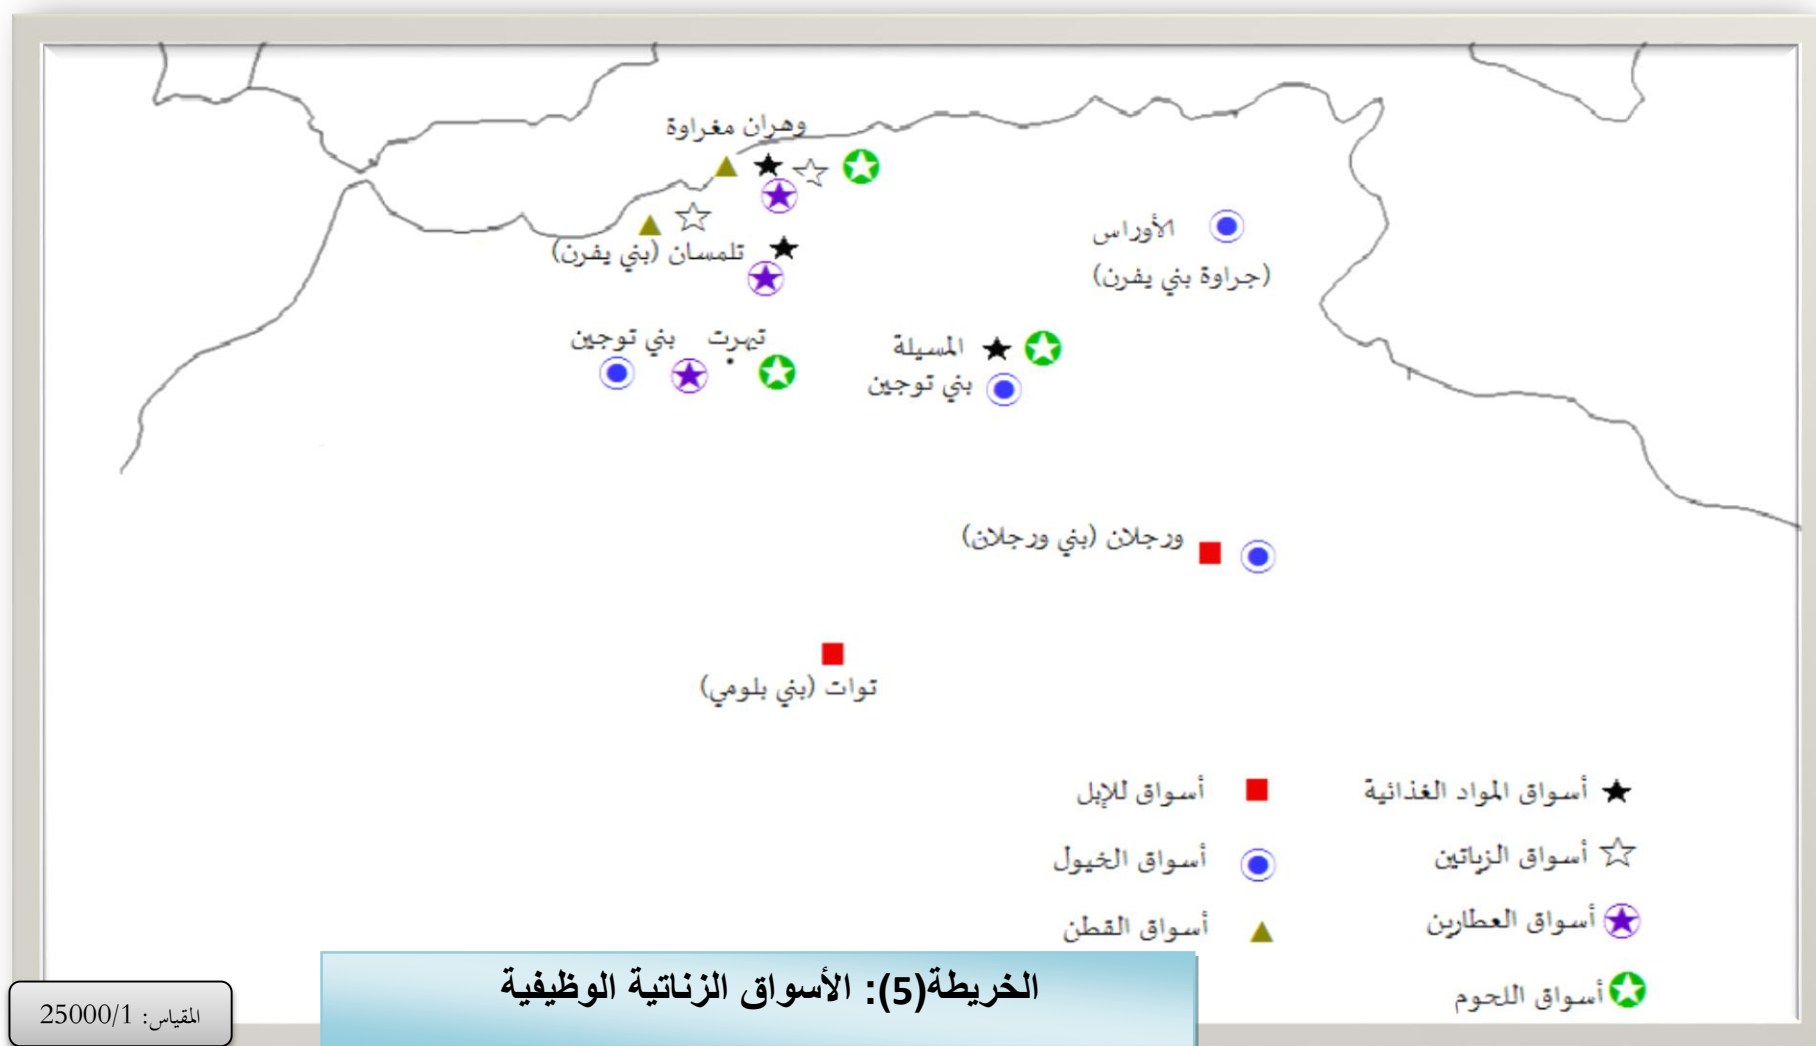 وهران مغراوة
تلمسان (بني يفرن)
الأوراس
(جراوة بني يفرن)
تيهرت
بني توجين
المسيلة
بني توجين
ورجلان (بني ورجلان)
توات (بني بلومي)
أسواق المواد الغذائية
أسواق للإبل
أسواق الزياتين
أسواق الخيول
أسواق العطارين
أسواق القطن
أسواق اللحوم
الخريطة(5): الأسواق الزناتية الوظيفية
المقياس: 25000/1